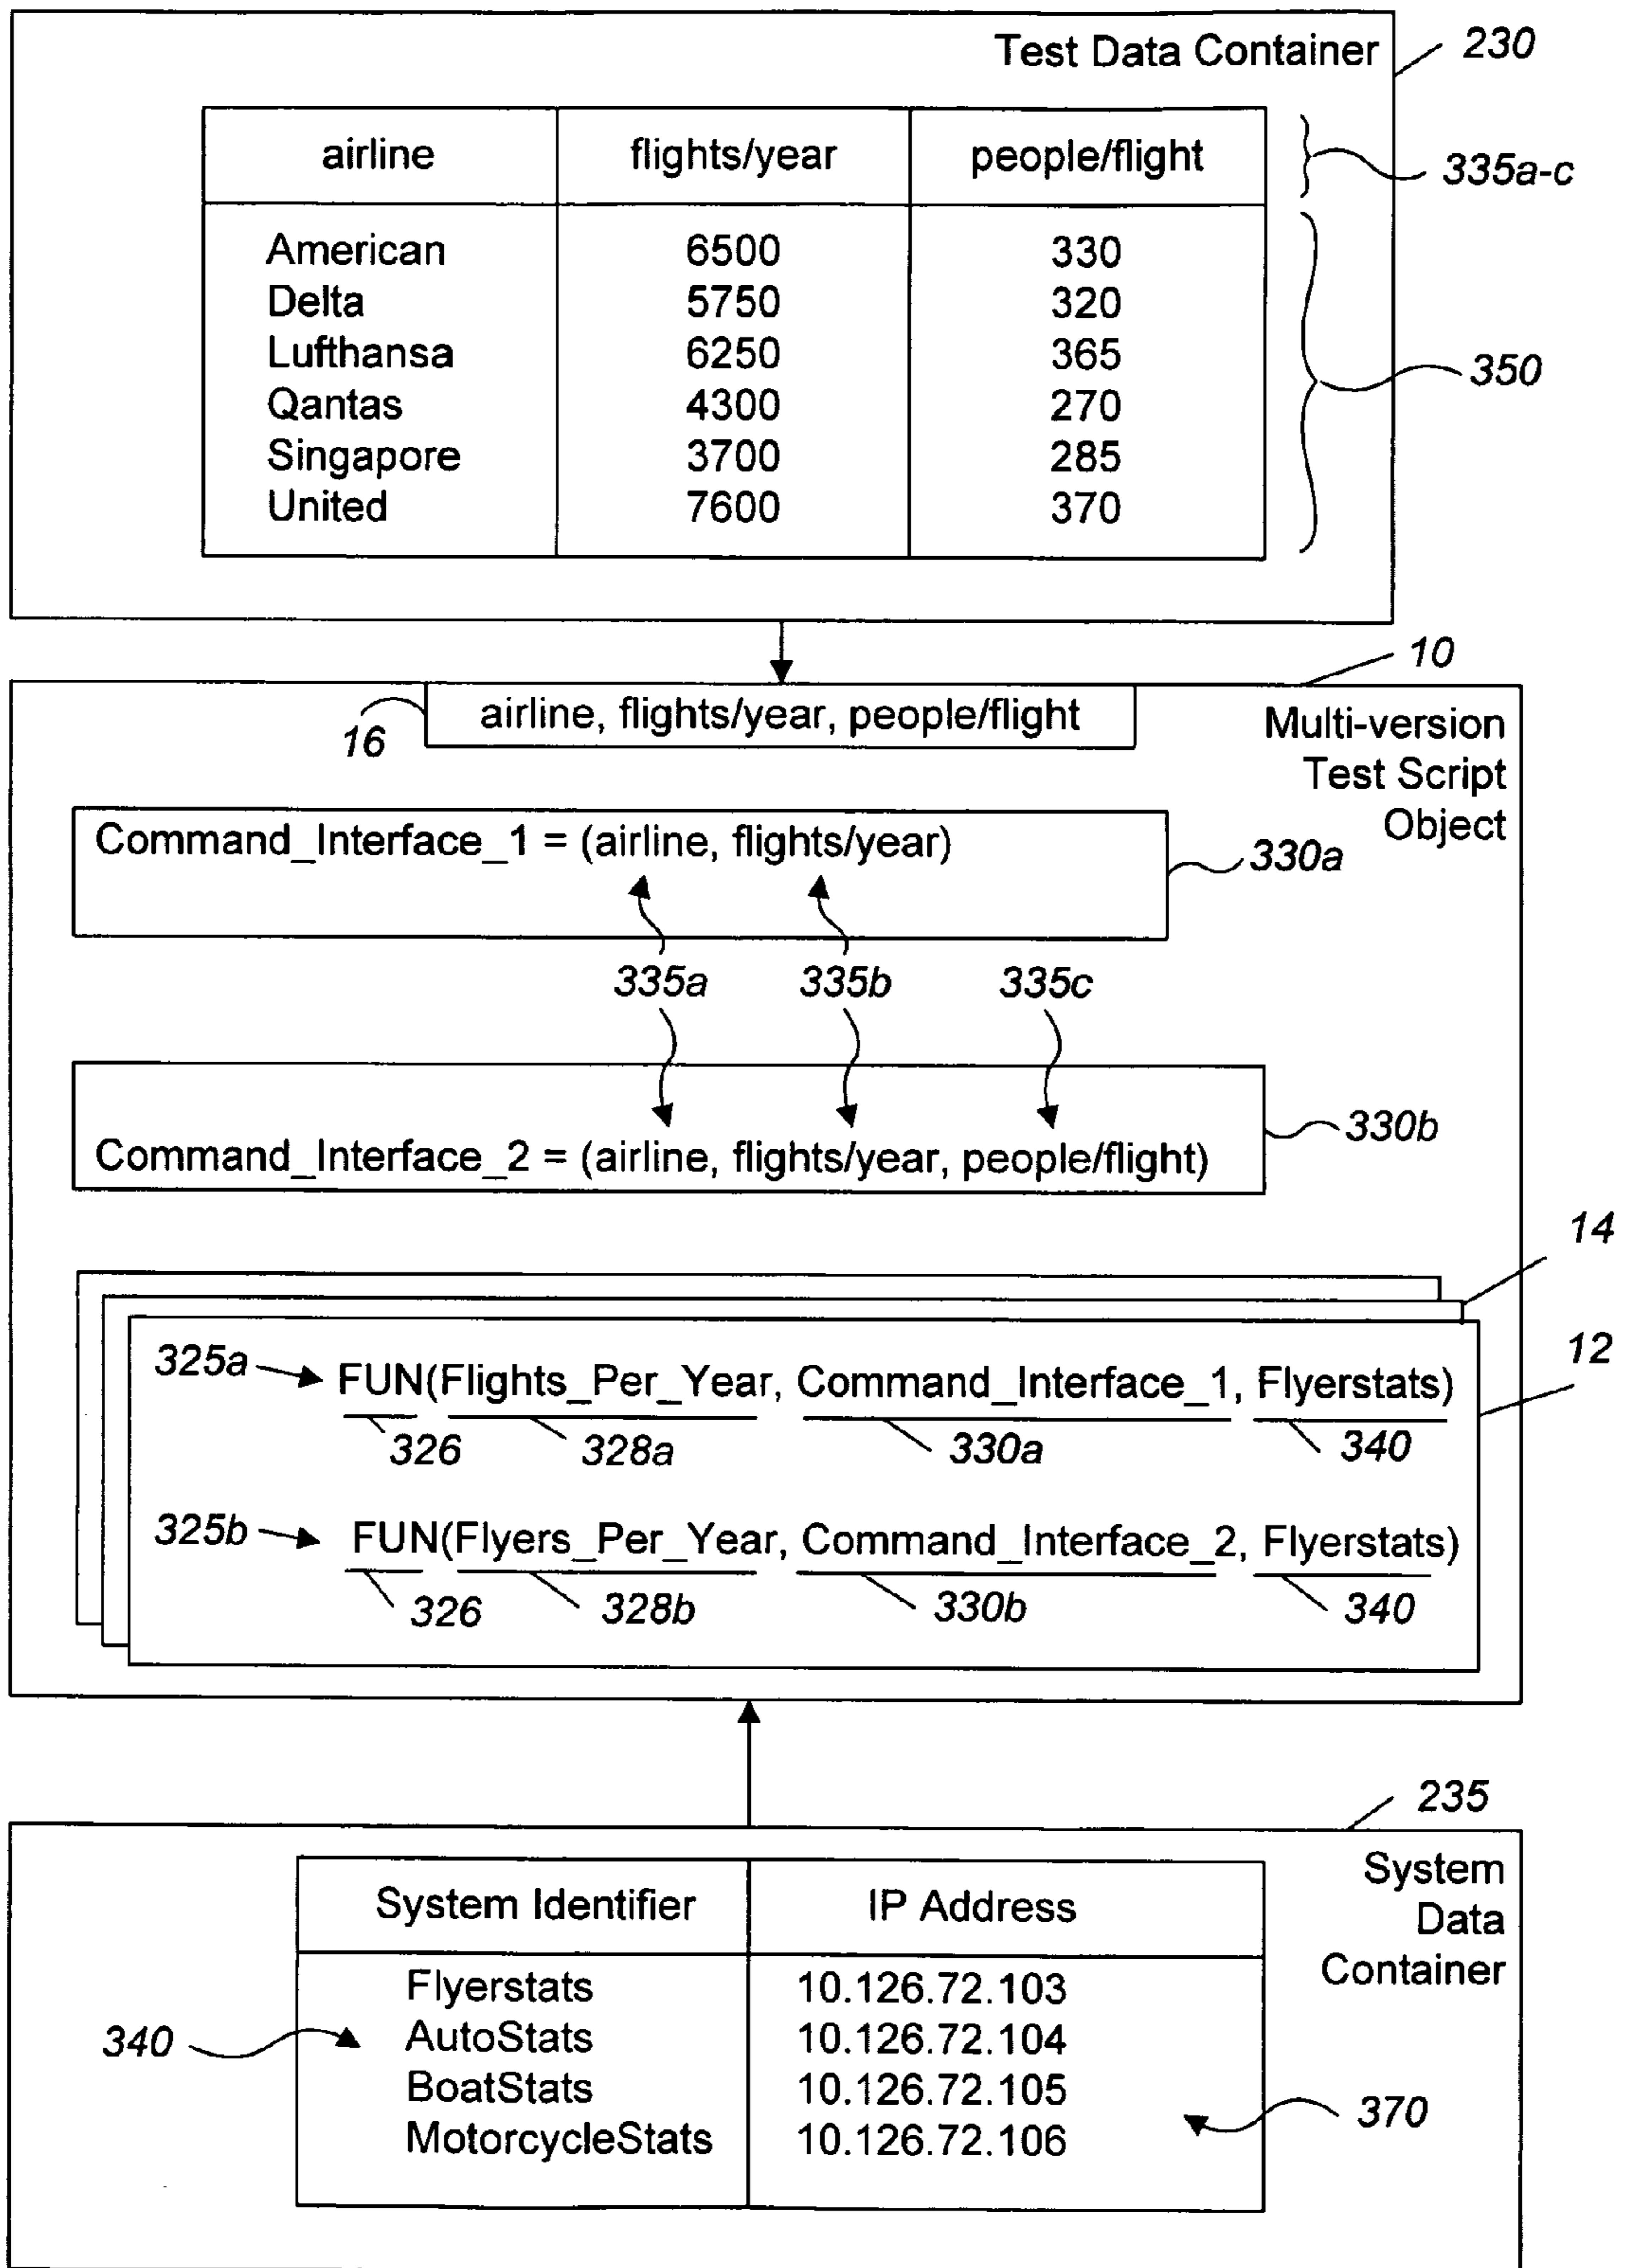 Test Data Container
230
airline flights/year people/flight
335a-c
American 6500 330
Delta 5750 320
Lufthansa 6250 365
350
Qantas 4300 270
Singapore 3700 285
United 7600 370
10
16
airline, flights/year, people/flight
Multi-version
Test Script
Object
Command_Interface_1 = (airline, flights/year)
330a
335a 335b 335c
330b
Command_Interface_2 = (airline, flights/year, people/flight)
14
12
325a FUN(Flights_Per_Year, Command_Interface_1, Flyerstats)
326 328a 330a 340
325b FUN(Flyers_Per_Year, Command_Interface_2, Flyerstats)
326 328b 330b 340
235
System
Data
Container
System Identifier IP Address
Flyerstats 10.126.72.103
340 AutoStats 10.126.72.104
BoatStats 10.126.72.105
370
MotorcycleStats 10.126.72.106